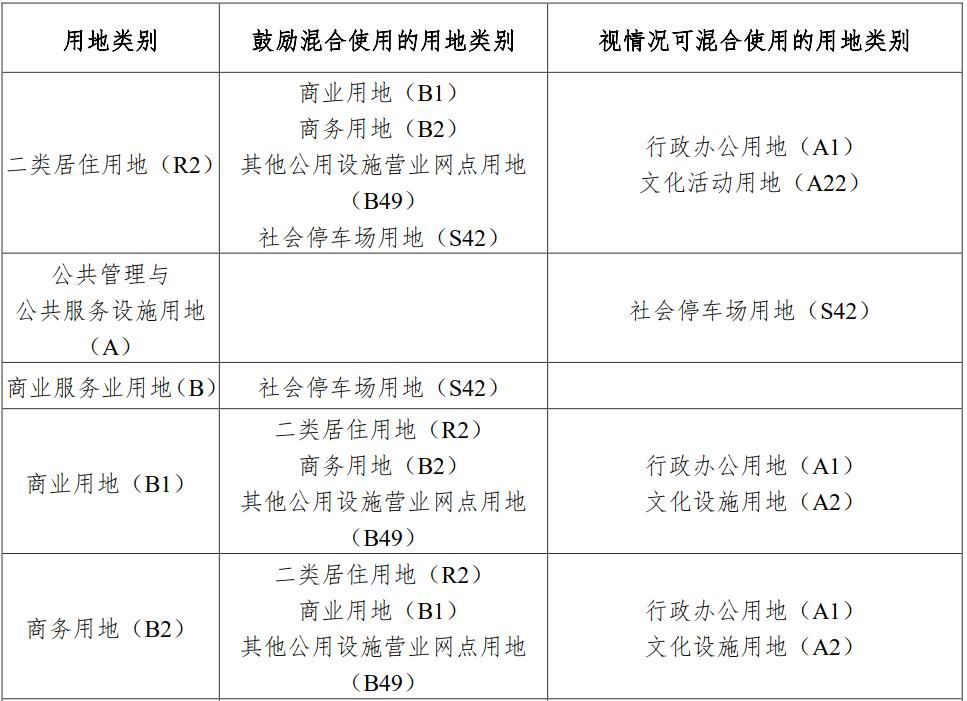 用地类别
鼓励混合使用的用地类别
视情况可混合使用的用地类别
二类居住用地（R2）
商业用地（B1）
商务用地（B2）
其他公用设施营业网点用地
（B49）
社会停车场用地（S42）
行政办公用地（A1）
文化活动用地（A22）
公共管理与
公共服务设施用地
（A）
社会停车场用地（S42）
商业服务业用地（B）
社会停车场用地（S42）
商业用地（B1）
二类居住用地（R2）
商务用地（B2）
其他公用设施营业网点用地
（B49）
行政办公用地（A1）
文化设施用地（A2）
商务用地（B2）
二类居住用地（R2）
商业用地（B1）
其他公用设施营业网点用地
（B49）
行政办公用地（A1）
文化设施用地（A2）